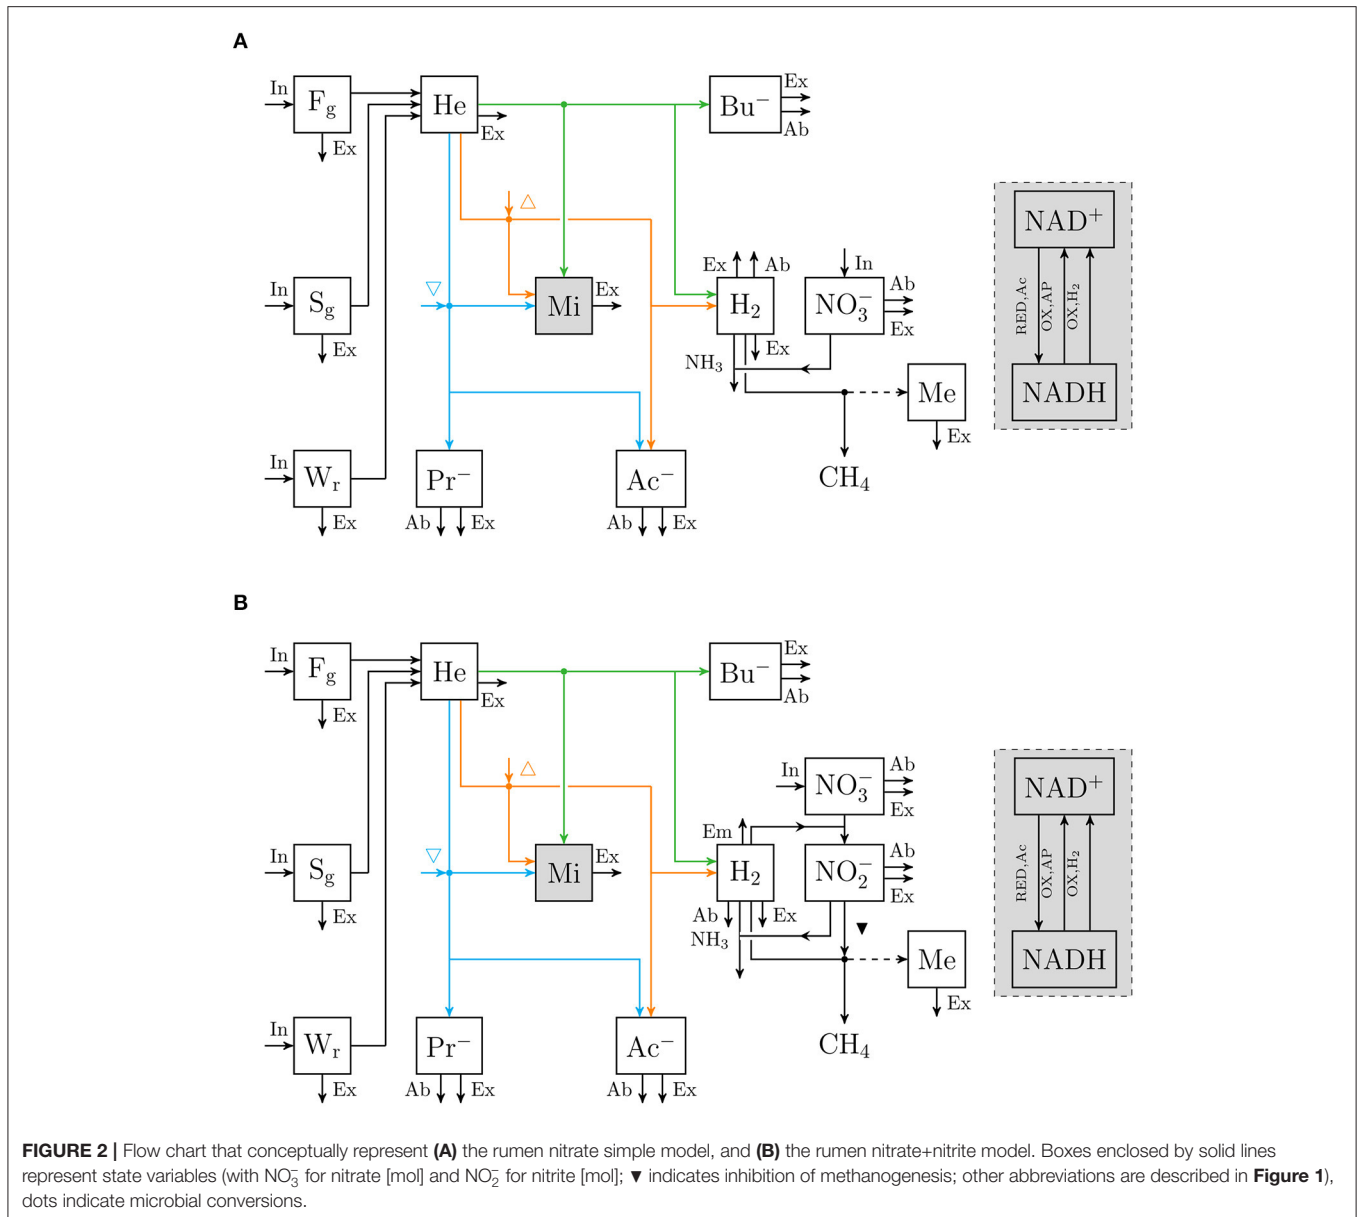 A
In
F_g
Ex
He
Ex
Bu⁻
Ex
Ab
△
NAD⁺
RED,Ac
OX,AP
OX,H₂
NADH
In
S_g
Ex
▽
Mi
Ex
Ex
Ab
H₂
Ex
In
NO₃⁻
Ab
Ex
NH₃
Me
Ex
CH₄
In
W_r
Ex
Pr⁻
Ab
Ex
Ac⁻
Ab
Ex
B
In
F_g
Ex
He
Ex
Bu⁻
Ex
Ab
△
In
NO₃⁻
Ab
Ex
NAD⁺
RED,Ac
OX,AP
OX,H₂
NADH
In
S_g
Ex
▽
Mi
Ex
Em
H₂
Ab
Ex
NO₂⁻
Ab
Ex
NH₃
▼
Me
Ex
CH₄
In
W_r
Ex
Pr⁻
Ab
Ex
Ac⁻
Ab
Ex
FIGURE 2 | Flow chart that conceptually represent (A) the rumen nitrate simple model, and (B) the rumen nitrate+nitrite model. Boxes enclosed by solid lines
represent state variables (with NO₃⁻ for nitrate [mol] and NO₂⁻ for nitrite [mol]; ▼ indicates inhibition of methanogenesis; other abbreviations are described in Figure 1),
dots indicate microbial conversions.